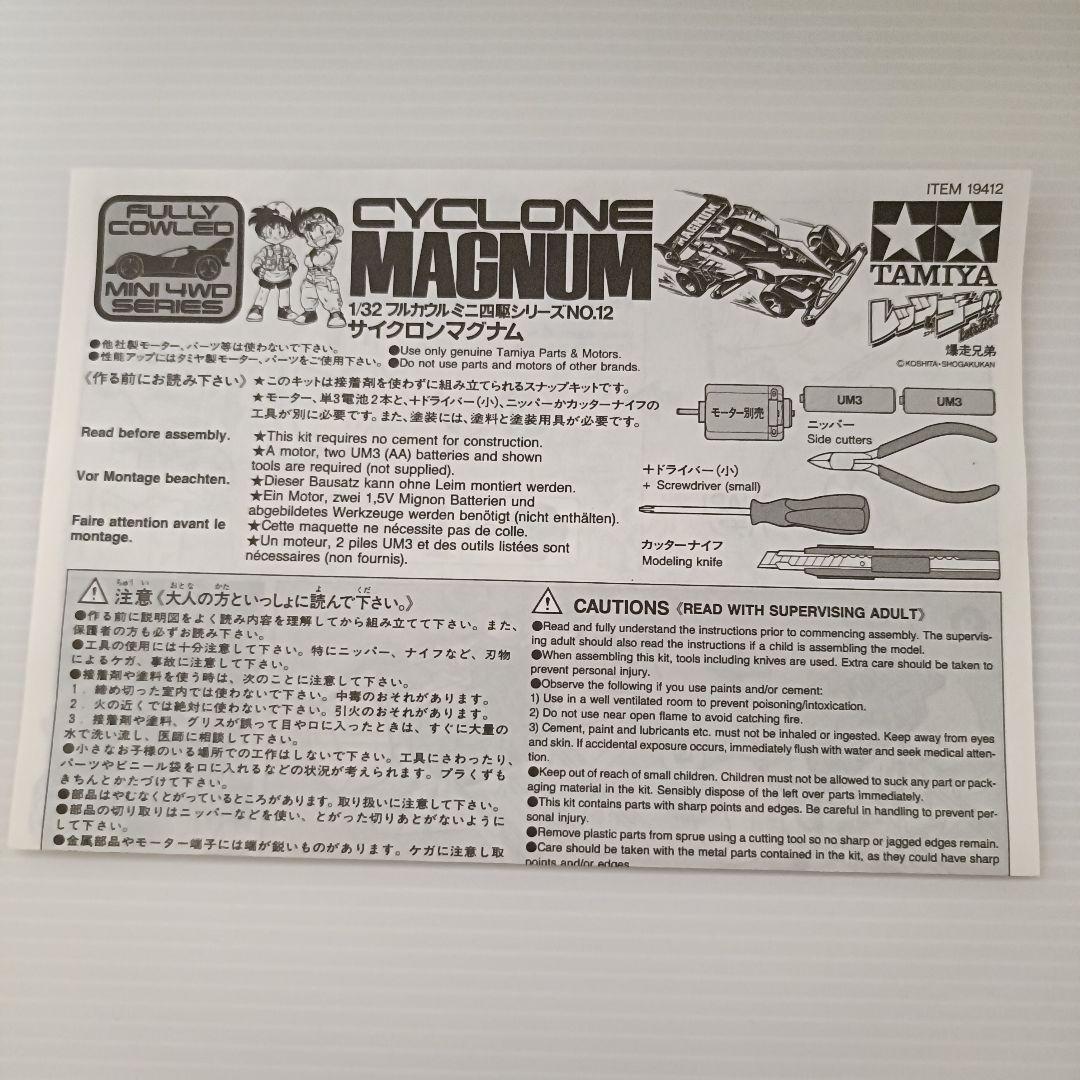 ITEM 19412
FULLY
COWLED
MINI 4WD
SERIES
CYCLONE
MAGNUM
1/32 フルカウルミニ四駆シリーズNO.12
サイクロンマグナム
MAGNUM
TAMIYA
レッツ&ゴー!!
Let's & Go!
爆走兄弟
©KOSHITA・SHOGAKUKAN
●他社製モーター、パーツ等は使わないで下さい。
●性能アップにはタミヤ製モーター、パーツをご使用下さい。
●Use only genuine Tamiya Parts & Motors.
●Do not use parts and motors of other brands.
《作る前にお読み下さい》
★このキットは接着剤を使わずに組み立てられるスナップキットです。
★モーター、単3電池2本と、+ドライバー(小)、ニッパーかカッターナイフの
工具が別に必要です。また、塗装には、塗料と塗装用具が必要です。
Read before assembly.
★This kit requires no cement for construction.
★A motor, two UM3 (AA) batteries and shown
tools are required (not supplied).
Vor Montage beachten.
★Dieser Bausatz kann ohne Leim montiert werden.
★Ein Motor, zwei 1,5V Mignon Batterien und
abgebildetes Werkzeuge werden benötigt (nicht enthälten).
Faire attention avant le
montage.
★Cette maquette ne nécessite pas de colle.
★Un moteur, 2 piles UM3 et des outils listées sont
nécessaires (non fournis).
モーター別売
UM3
UM3
ニッパー
Side cutters
+ドライバー(小)
+ Screwdriver (small)
カッターナイフ
Modeling knife
ちゅうい おとな かた よ くだ
注意《大人の方といっしょに読んで下さい。》
●作る前に説明図をよく読み内容を理解してから組み立てて下さい。また、
保護者の方も必ずお読み下さい。
●工具の使用には十分注意して下さい。特にニッパー、ナイフなど、刃物
によるケガ、事故に注意して下さい。
●接着剤や塗料を使う時は、次のことに注意して下さい。
1. 締め切った室内では使わないで下さい。中毒のおそれがあります。
2. 火の近くでは絶対に使わないで下さい。引火のおそれがあります。
3. 接着剤や塗料、グリスが誤って目や口に入ったときは、すぐに大量の
水で洗い流し、医師に相談して下さい。
●小さなお子様のいる場所での工作はしないで下さい。工具にさわったり、
パーツやビニール袋を口に入れるなどの状況が考えられます。プラくずも
きちんとかたづけて下さい。
●部品はやむなくとがっているところがあります。取り扱いに注意して下さい。
●部品の切り取りはニッパーなどを使い、とがった切りあとがないように
して下さい。
●金属部品やモーター端子には端が鋭いものがあります。ケガに注意し取
CAUTIONS《READ WITH SUPERVISING ADULT》
●Read and fully understand the instructions prior to commencing assembly. The supervis-
ing adult should also read the instructions if a child is assembling the model.
●When assembling this kit, tools including knives are used. Extra care should be taken to
prevent personal injury.
●Observe the following if you use paints and/or cement:
1) Use in a well ventilated room to prevent poisoning/intoxication.
2) Do not use near open flame to avoid catching fire.
3) Cement, paint and lubricants etc. must not be inhaled or ingested. Keep away from eyes
and skin. If accidental exposure occurs, immediately flush with water and seek medical atten-
tion.
●Keep out of reach of small children. Children must not be allowed to suck any part or pack-
aging material in the kit. Sensibly dispose of the left over parts immediately.
●This kit contains parts with sharp points and edges. Be careful in handling to prevent per-
sonal injury.
●Remove plastic parts from sprue using a cutting tool so no sharp or jagged edges remain.
●Care should be taken with the metal parts contained in the kit, as they could have sharp
points and/or edges